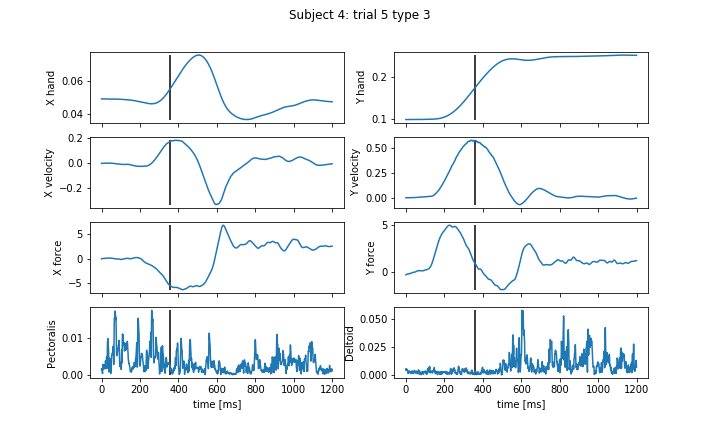 Subject 4: trial 5 type 3
X hand
0.06
0.04
Y hand
0.2
0.1
X velocity
0.2
0.0
−0.2
Y velocity
0.50
0.25
0.00
X force
5
0
−5
Y force
5
0
Pectoralis
0.01
0.00
0 200 400 600 800 1000 1200
time [ms]
Deltoid
0.050
0.025
0.000
0 200 400 600 800 1000 1200
time [ms]